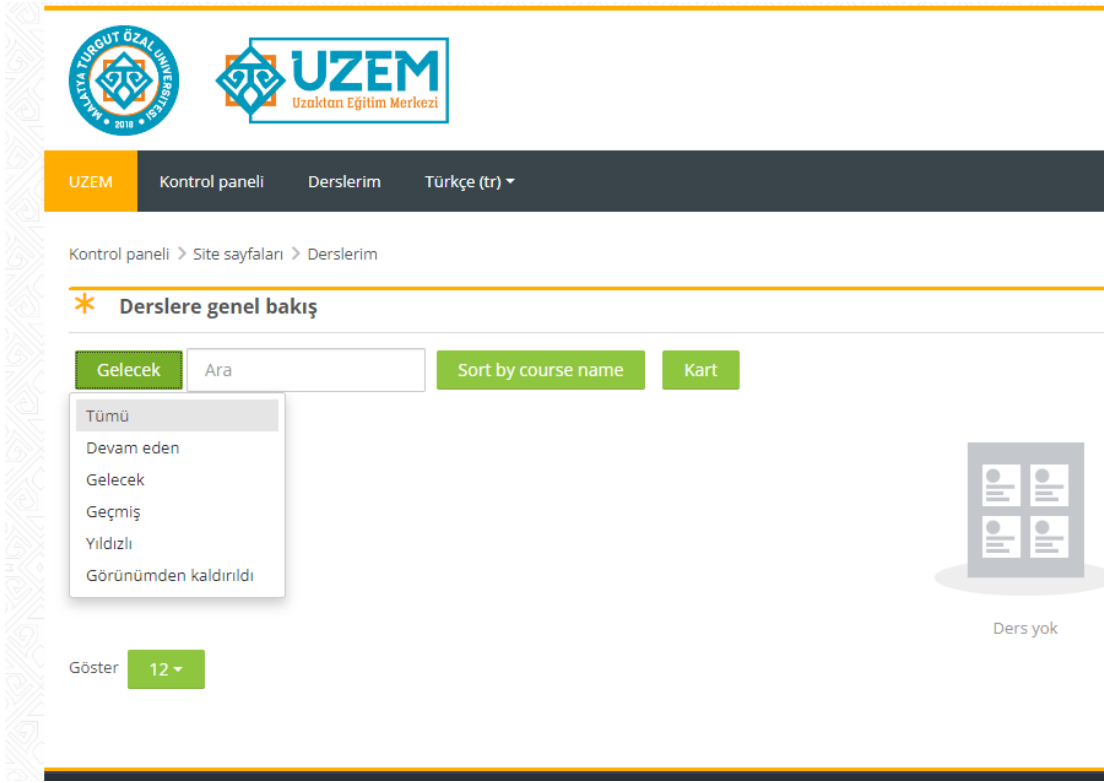 MALATYA TURGUT ÖZAL ÜNİVERSİTESİ
2018
UZEM
Uzaktan Eğitim Merkezi
UZEM Kontrol paneli Derslerim Türkçe (tr)
Kontrol paneli > Site sayfaları > Derslerim
Derslere genel bakış
Gelecek Ara Sort by course name Kart
Tümü
Devam eden
Gelecek
Geçmiş
Yıldızlı
Görünümden kaldırıldı
Ders yok
Göster 12